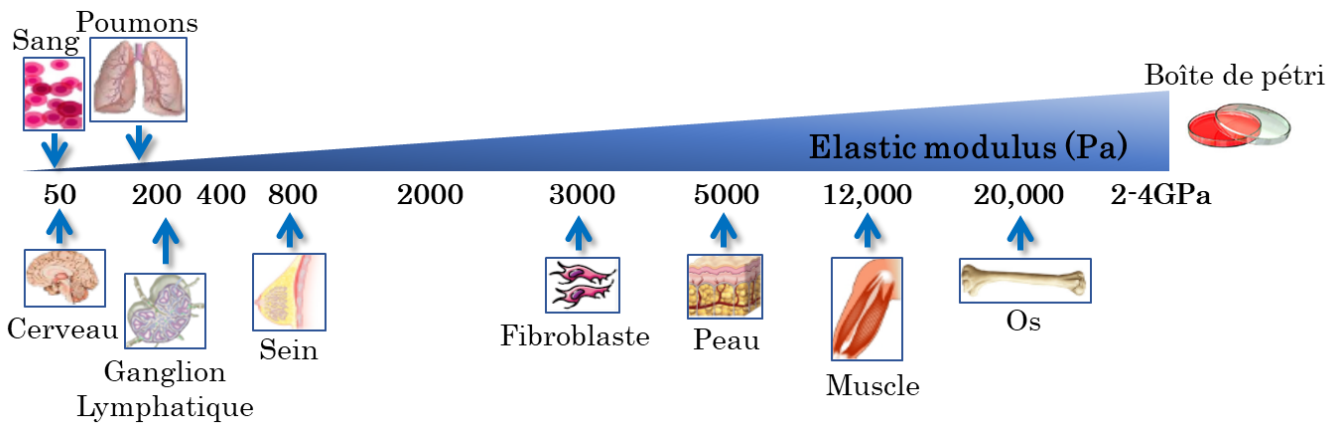 Poumons
Sang
Boîte de pétri
Elastic modulus (Pa)
50 200 400 800 2000 3000 5000 12,000 20,000 2-4GPa
Cerveau
Ganglion
Lymphatique
Sein
Fibroblaste
Peau
Muscle
Os